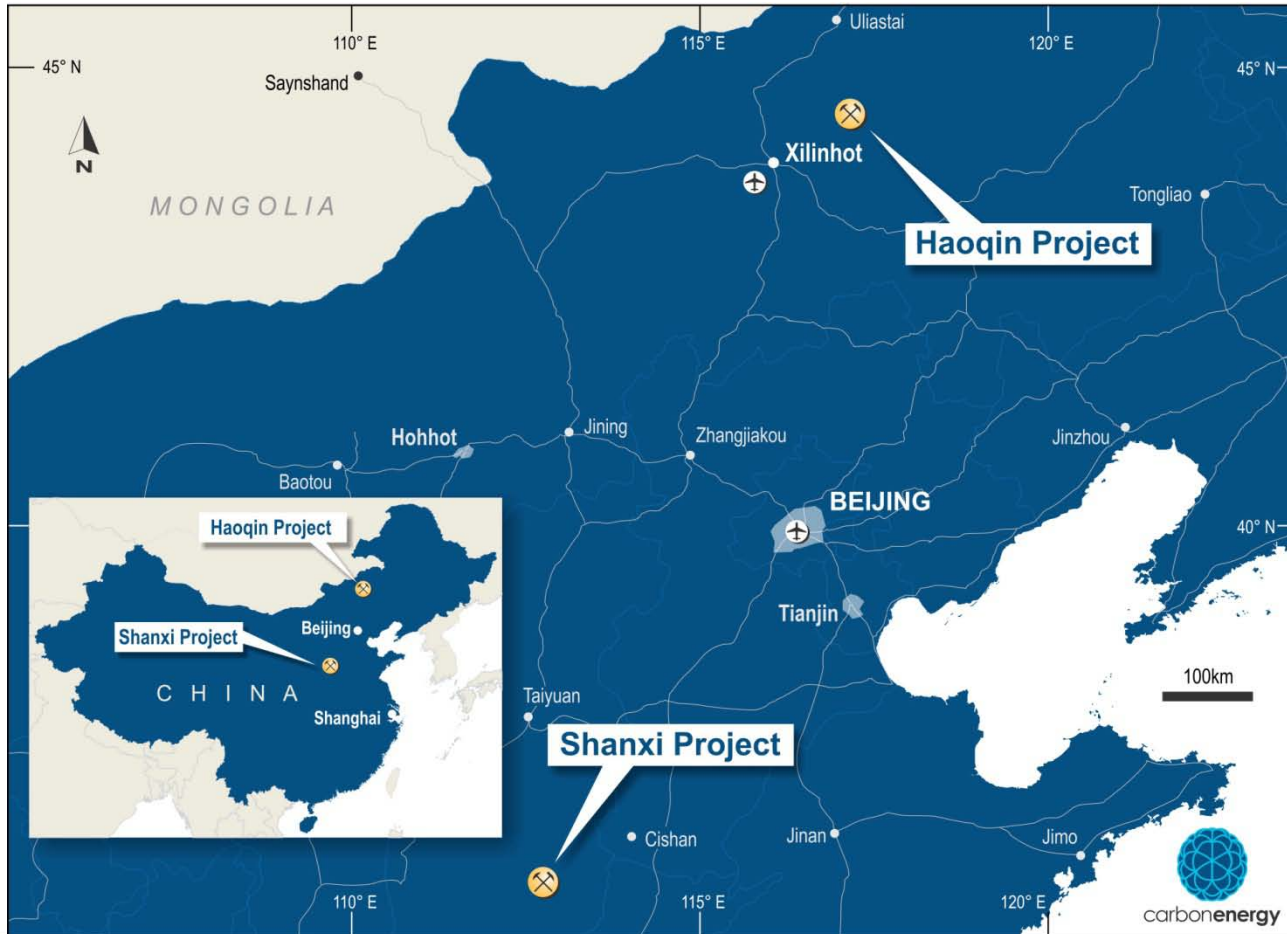 110° E
115° E
120° E
Uliastai
45° N
45° N
Saynshand
N
MONGOLIA
Xilinhot
Tongliao
Haoqin Project
Hohhot
Jining
Zhangjiakou
Jinzhou
Baotou
BEIJING
40° N
Tianjin
Haoqin Project
Beijing
Shanxi Project
CHINA
Shanghai
100km
Taiyuan
Shanxi Project
Cishan
Jinan
Jimo
110° E
115° E
120° E
carbonenergy